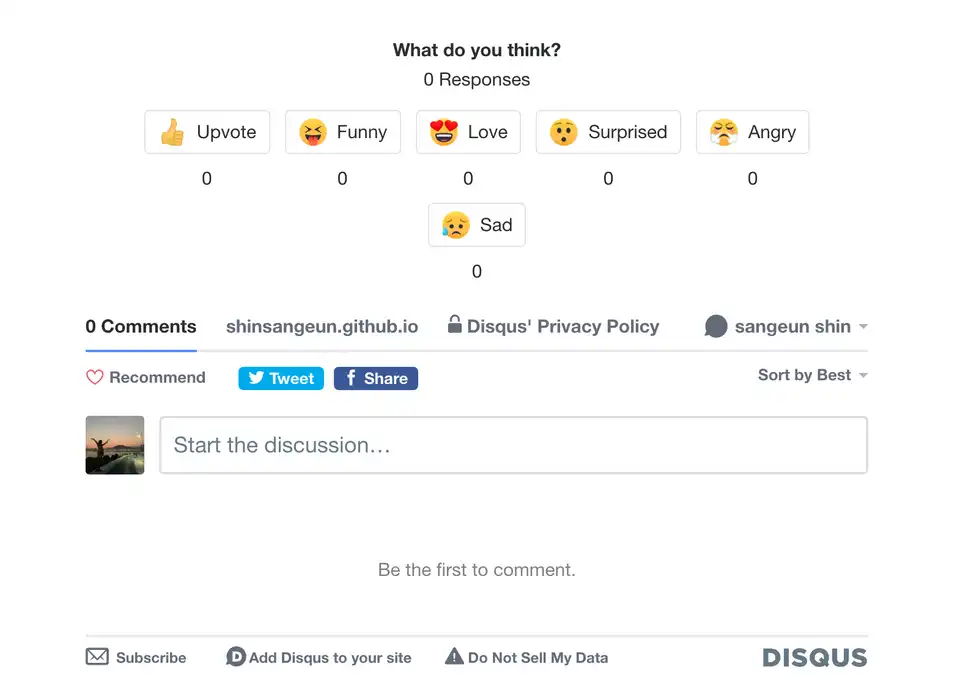 What do you think?
0 Responses
Upvote Funny Love Surprised Angry
0 0 0 0 0
Sad
0
0 Comments shinsangeun.github.io Disqus' Privacy Policy sangeun shin
Recommend Tweet Share Sort by Best
Start the discussion…
Be the first to comment.
Subscribe Add Disqus to your site Do Not Sell My Data DISQUS